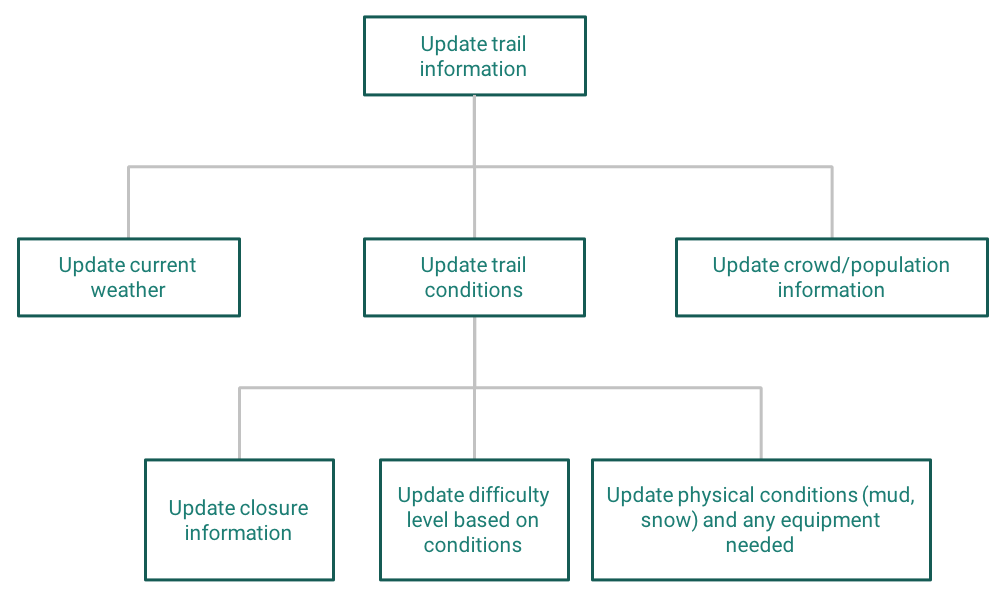 Update trail
information
Update current
weather
Update trail
conditions
Update crowd/population
information
Update closure
information
Update difficulty
level based on
conditions
Update physical conditions (mud,
snow) and any equipment
needed